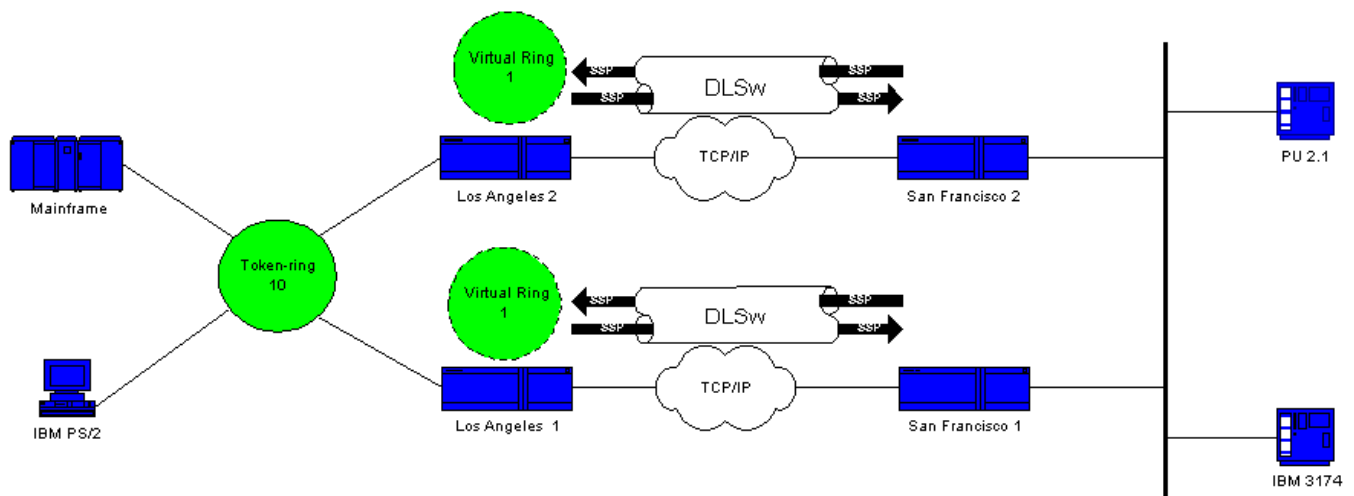 Virtual Ring
1
SSP
SSP
DLSw
SSP
SSP
TCP/IP
Mainframe
Los Angeles 2
San Francisco 2
PU 2.1
Token-ring
10
Virtual Ring
1
SSP
SSP
DLSw
SSP
SSP
TCP/IP
IBM PS/2
Los Angeles 1
San Francisco 1
IBM 3174